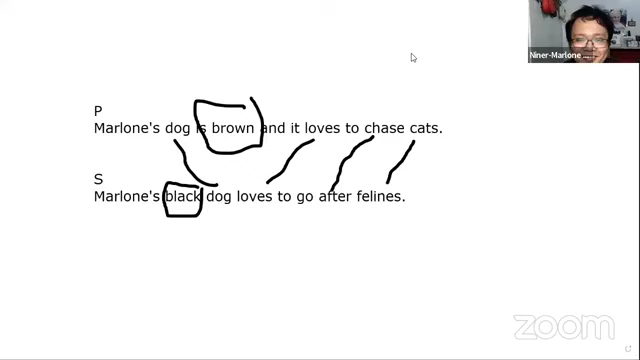 Niner-Marlone
P
Marlone's dog is brown and it loves to chase cats.
S
Marlone's black dog loves to go after felines.
zoom